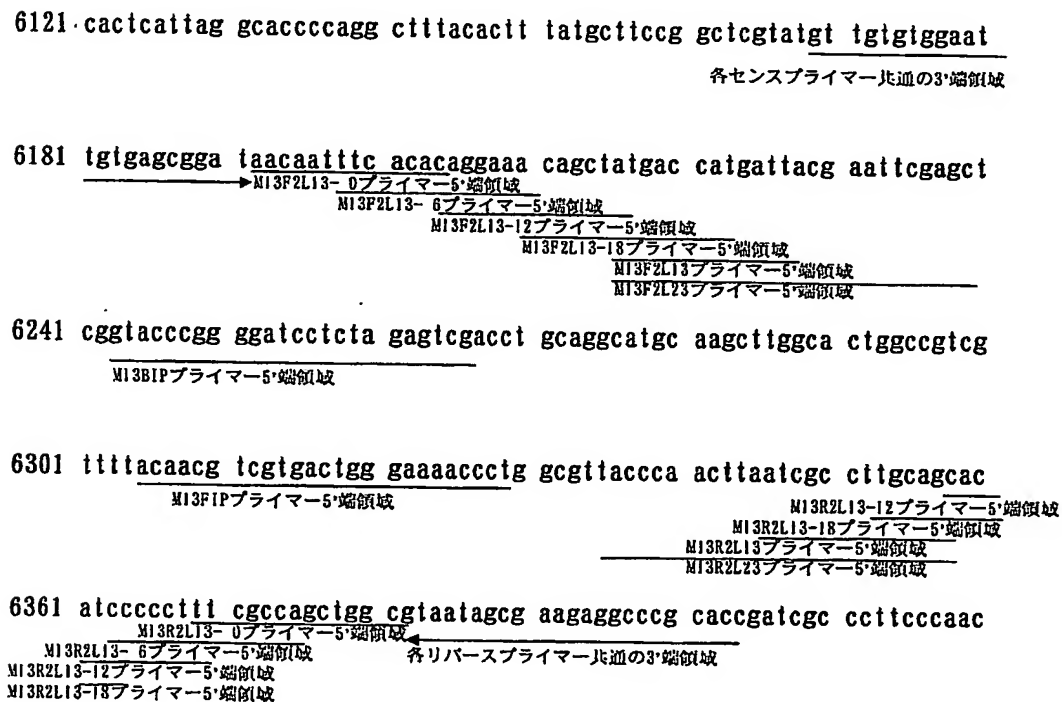 6121 cactcattag gcaccccagg ctttacactt tatgcttccg gctcgtatgt tgtgtggaat
各センスプライマー共通の3'端領域
6181 tgtgagcgga taacaatttc acacaggaaa cagctatgac catgattacg aattcgagct
M13F2L13- 0プライマー5'端領域
M13F2L13- 6プライマー5'端領域
M13F2L13-12プライマー5'端領域
M13F2L13-18プライマー5'端領域
M13F2L13プライマー5'端領域
M13F2L23プライマー5'端領域
6241 cggtacccgg ggatcctcta gagtcgacct gcaggcatgc aagcttggca ctggccgtcg
M13BIPプライマー5'端領域
6301 ttttacaacg tcgtgactgg gaaaaccctg gcgttaccca acttaatcgc cttgcagcac
M13FIPプライマー5'端領域
M13R2L13-12プライマー5'端領域
M13R2L13-18プライマー5'端領域
M13R2L13プライマー5'端領域
M13R2L23プライマー5'端領域
6361 atcccccttt cgccagctgg cgtaatagcg aagaggcccg caccgatcgc ccttcccaac
M13R2L13- 0プライマー5'端領域
各リバースプライマー共通の3'端領域
M13R2L13- 6プライマー5'端領域
M13R2L13-12プライマー5'端領域
M13R2L13-18プライマー5'端領域